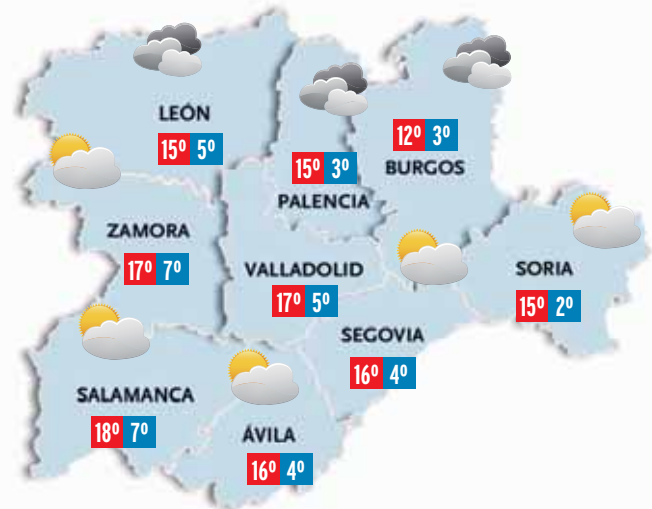 LEÓN
15º 5º
12º 3º
BURGOS
15º 3º
PALENCIA
ZAMORA
17º 7º
VALLADOLID
17º 5º
SORIA
15º 2º
SEGOVIA
16º 4º
SALAMANCA
18º 7º
ÁVILA
16º 4º